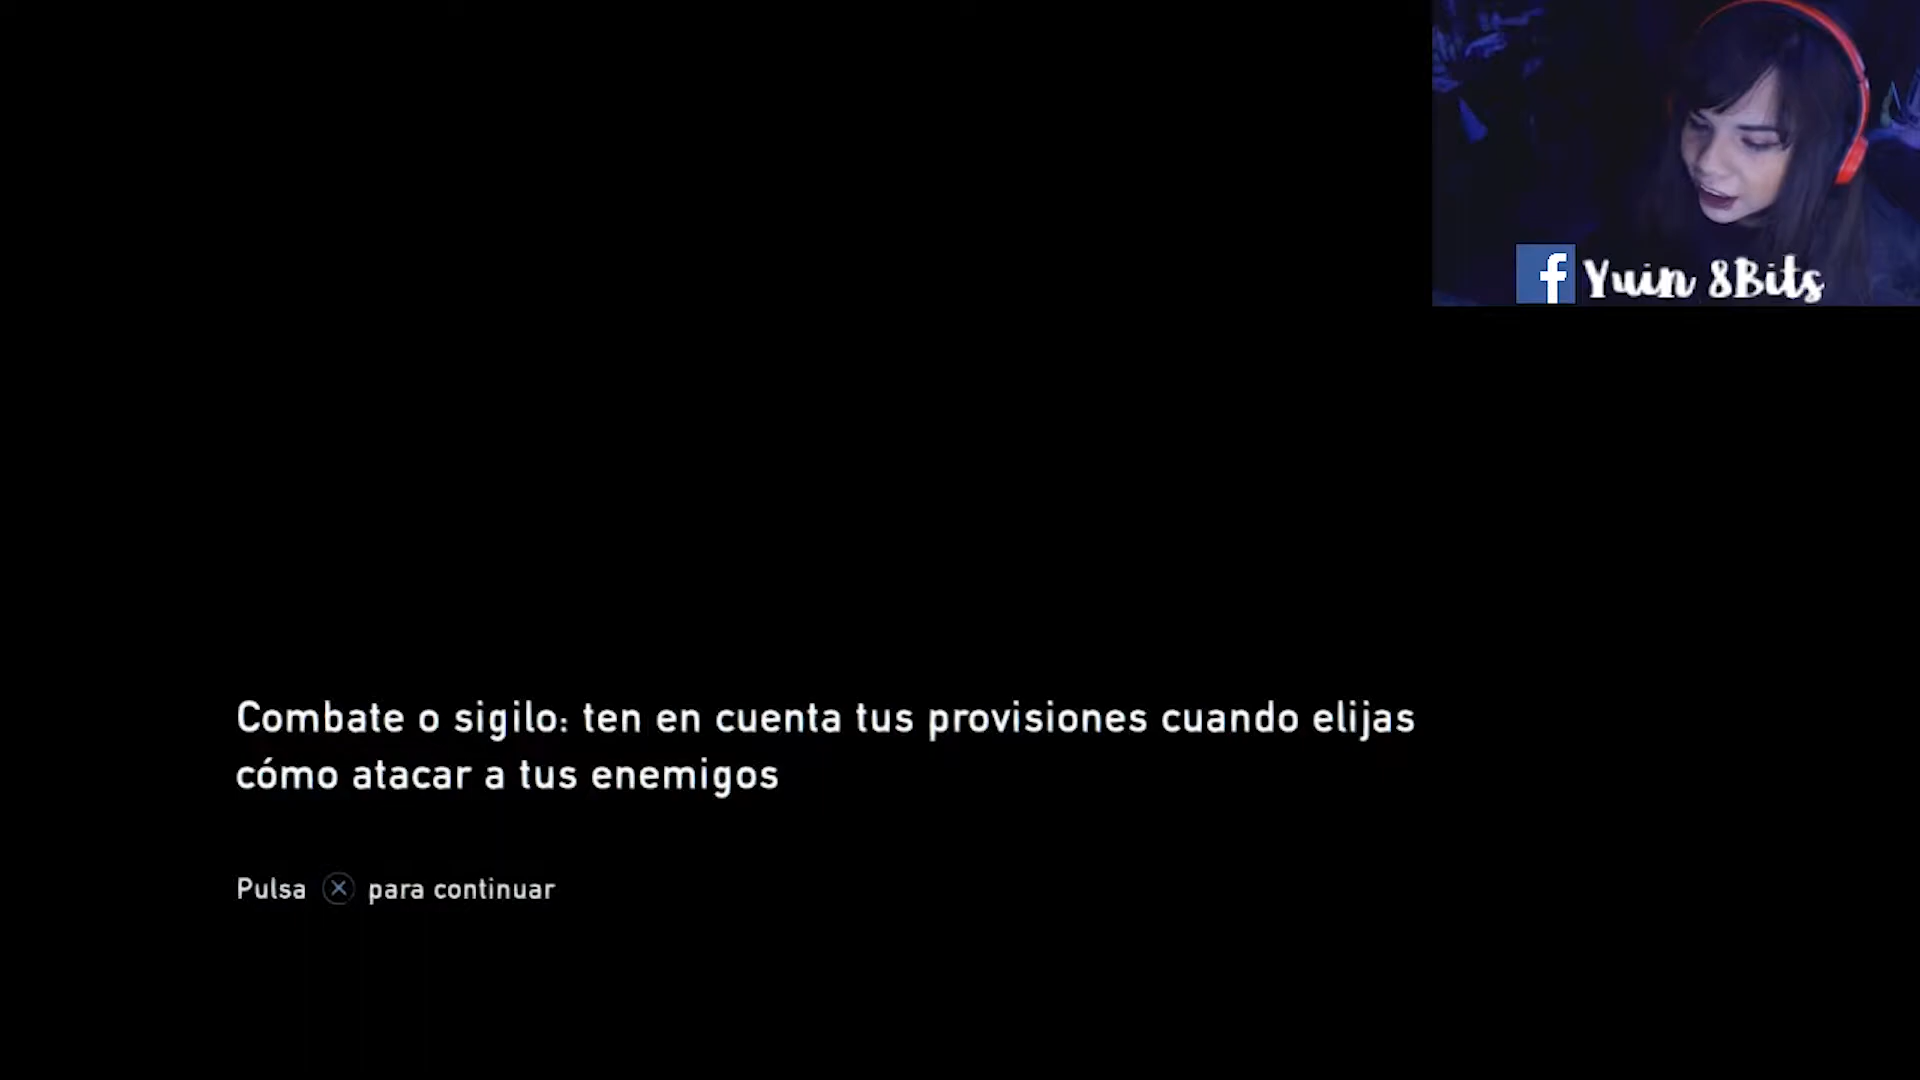 Yuin 8Bits
Combate o sigilo: ten en cuenta tus provisiones cuando elijas
cómo atacar a tus enemigos
Pulsa ⓧ para continuar